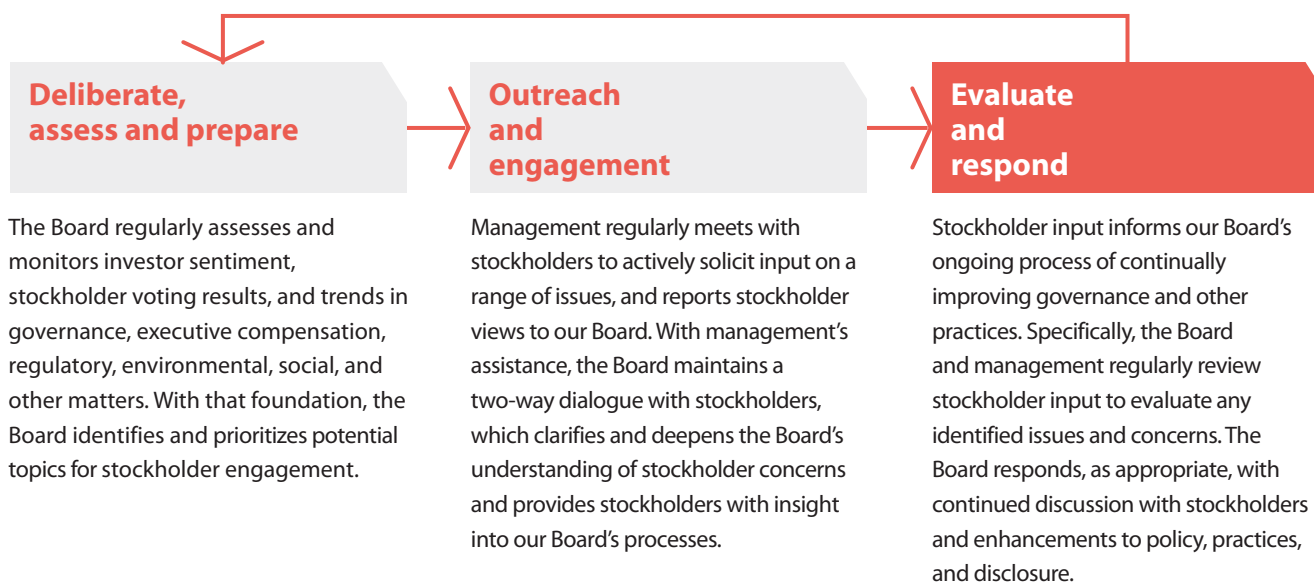 Deliberate,
assess and prepare
The Board regularly assesses and
monitors investor sentiment,
stockholder voting results, and trends in
governance, executive compensation,
regulatory, environmental, social, and
other matters. With that foundation, the
Board identifies and prioritizes potential
topics for stockholder engagement.
Outreach
and
engagement
Management regularly meets with
stockholders to actively solicit input on a
range of issues, and reports stockholder
views to our Board. With management’s
assistance, the Board maintains a
two-way dialogue with stockholders,
which clarifies and deepens the Board’s
understanding of stockholder concerns
and provides stockholders with insight
into our Board’s processes.
Evaluate
and
respond
Stockholder input informs our Board’s
ongoing process of continually
improving governance and other
practices. Specifically, the Board
and management regularly review
stockholder input to evaluate any
identified issues and concerns. The
Board responds, as appropriate, with
continued discussion with stockholders
and enhancements to policy, practices,
and disclosure.